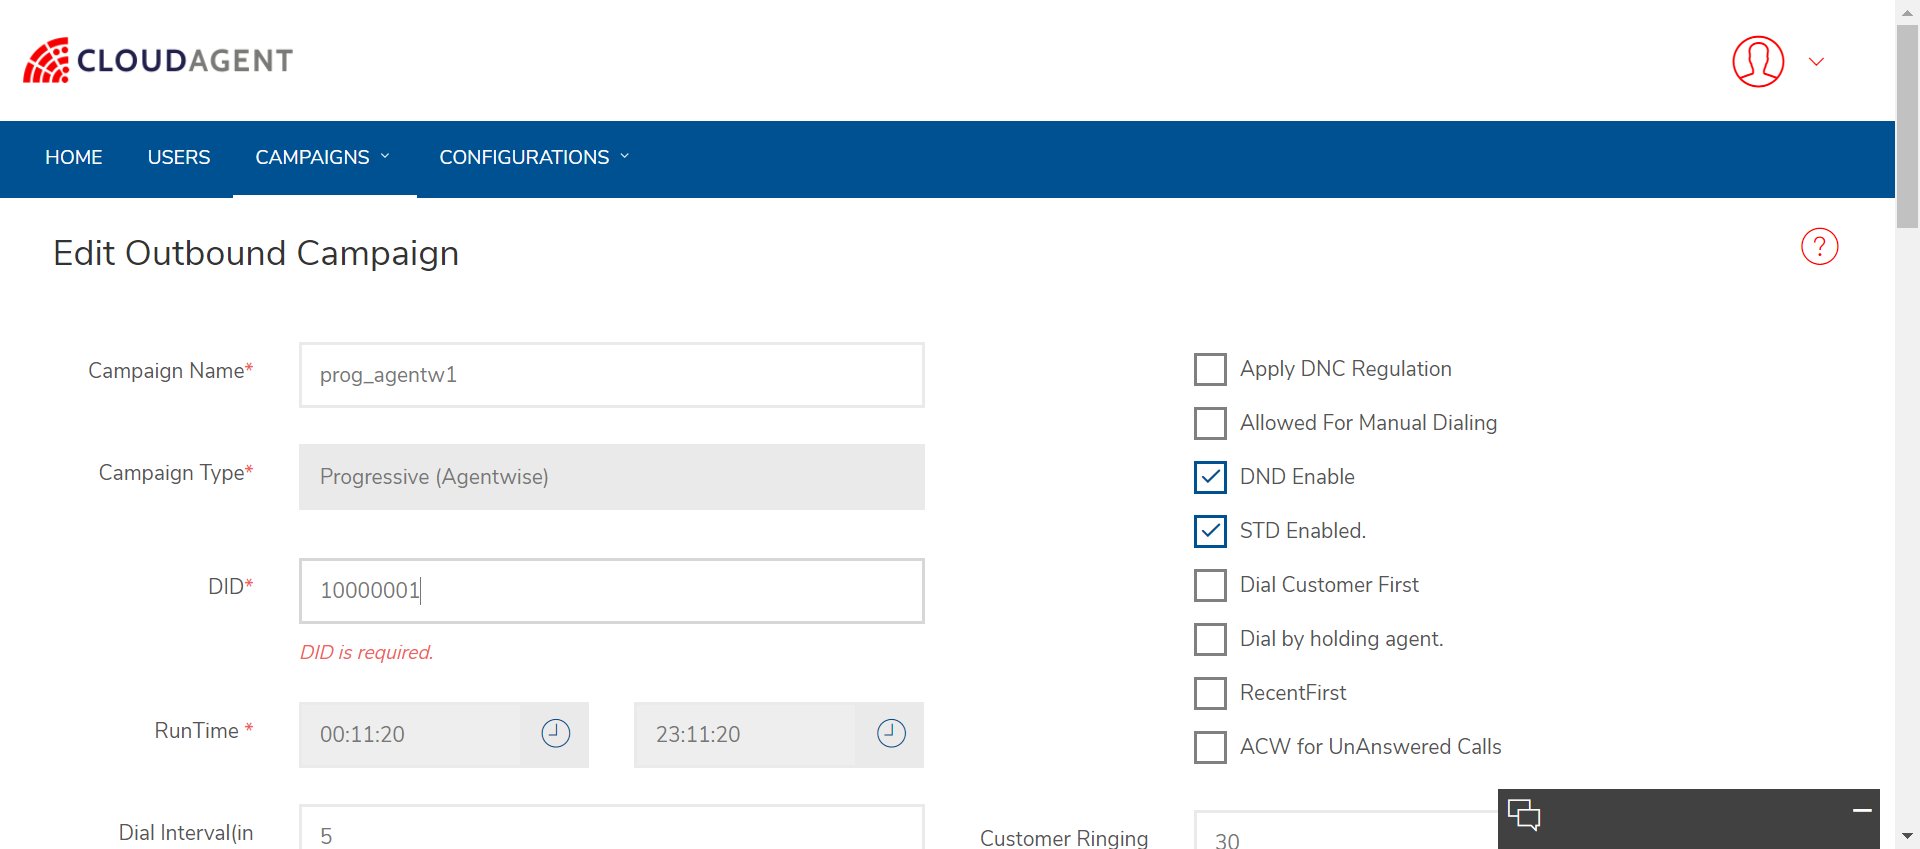 CLOUDAGENT
HOME USERS CAMPAIGNS CONFIGURATIONS
Edit Outbound Campaign
?
Campaign Name* prog_agentw1
Campaign Type* Progressive (Agentwise)
DID* 10000001
DID is required.
RunTime * 00:11:20 23:11:20
Dial Interval(in 5
Apply DNC Regulation
Allowed For Manual Dialing
DND Enable
STD Enabled.
Dial Customer First
Dial by holding agent.
RecentFirst
ACW for UnAnswered Calls
Customer Ringing 30